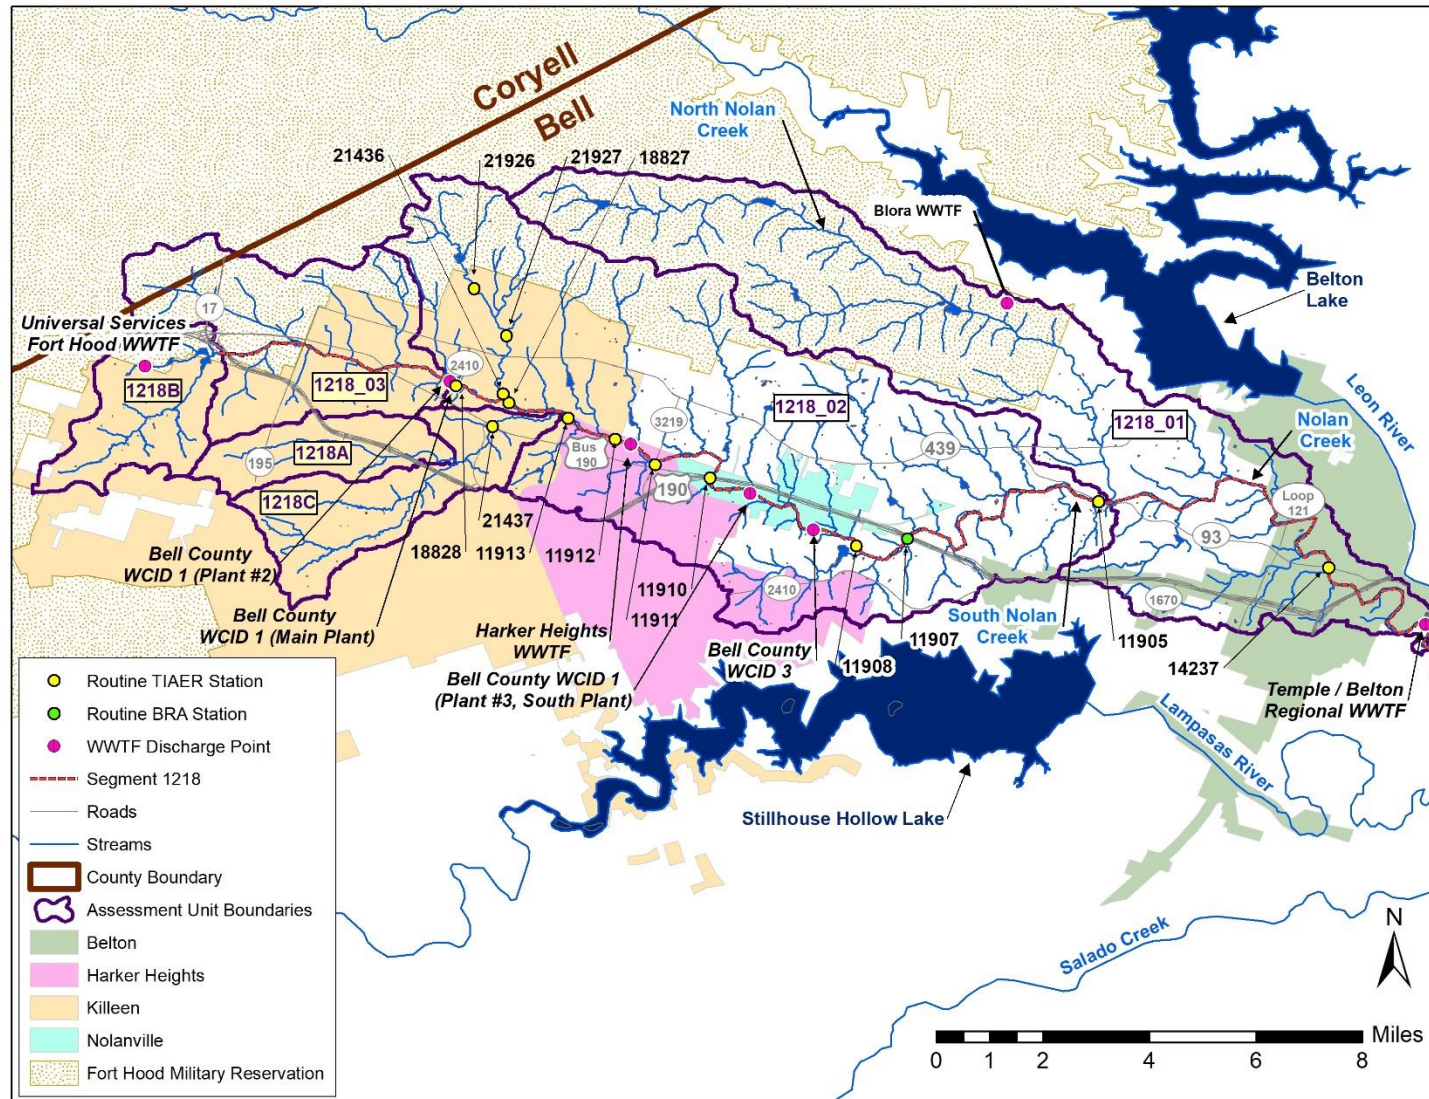 Coryell
Bell
North Nolan
Creek
21436
21926
21927
18827
Blora WWTF
Belton
Lake
17
Universal Services
Fort Hood WWTF
2410
1218B
1218_03
1218_02
1218_01
Leon River
Nolan
Creek
3219
439
Bus
190
1218A
195
190
Loop
121
1218C
93
21437
18828
11913
11912
Bell County
WCID 1 (Plant #2)
11910
11911
2410
1670
Bell County
WCID 1 (Main Plant)
Harker Heights
WWTF
South Nolan
Creek
11905
11907
11908
14237
Bell County
WCID 3
Bell County WCID 1
(Plant #3, South Plant)
Temple / Belton
Regional WWTF
Lampasas River
Stillhouse Hollow Lake
Salado Creek
Routine TIAER Station
Routine BRA Station
WWTF Discharge Point
Segment 1218
Roads
Streams
County Boundary
Assessment Unit Boundaries
Belton
Harker Heights
Killeen
Nolanville
Fort Hood Military Reservation
N
Miles
0 1 2 4 6 8